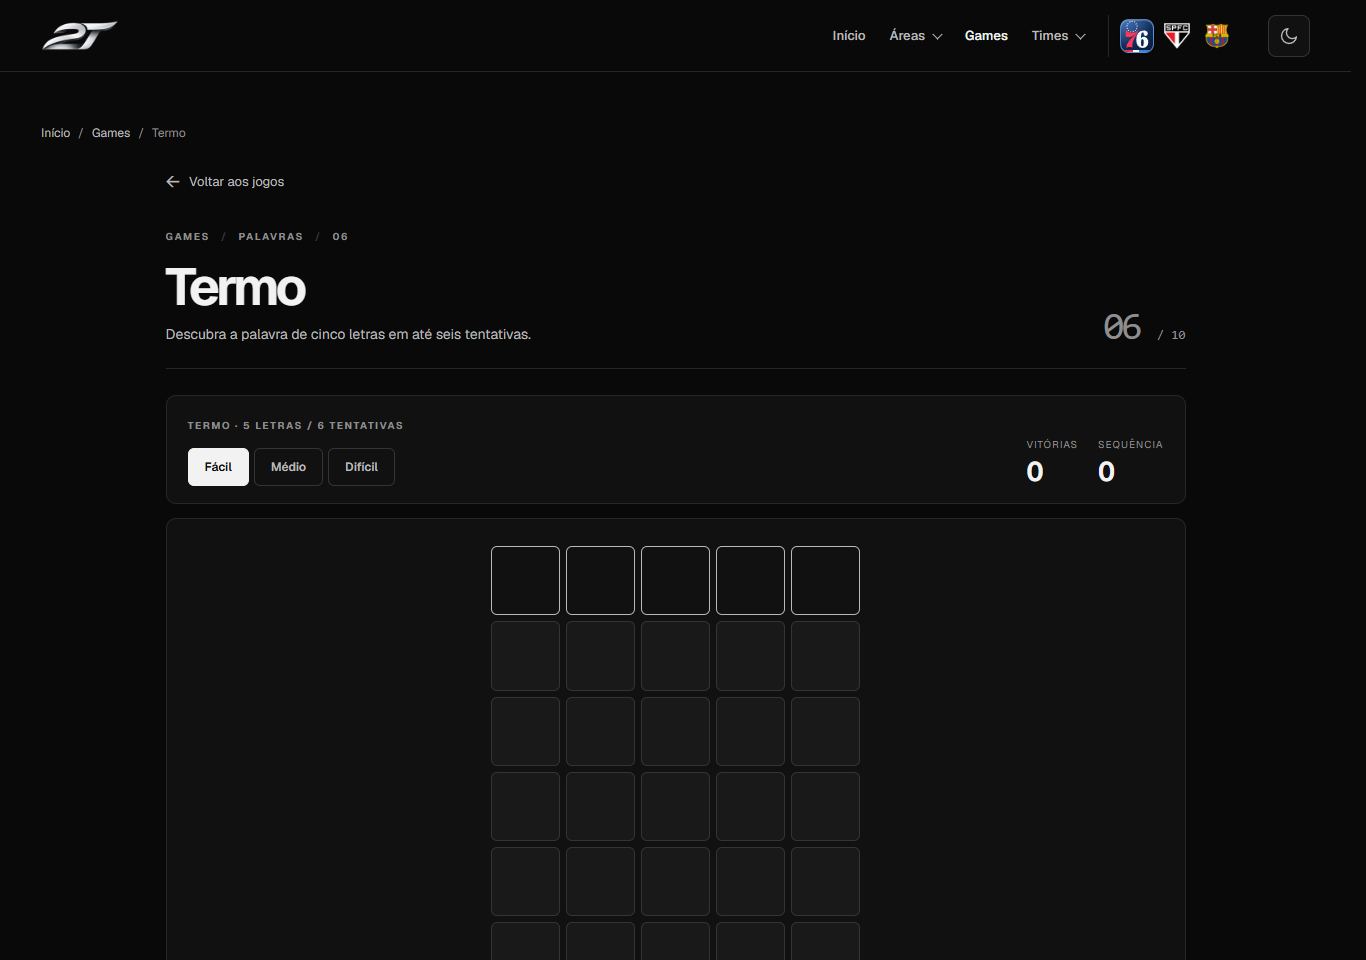 2T
Início Áreas Games Times 76 SPFC
Início / Games / Termo
Voltar aos jogos
GAMES / PALAVRAS / 06
Termo
Descubra a palavra de cinco letras em até seis tentativas.
06 / 10
TERMO · 5 LETRAS / 6 TENTATIVAS
Fácil Médio Difícil
VITÓRIAS SEQUÊNCIA
0 0